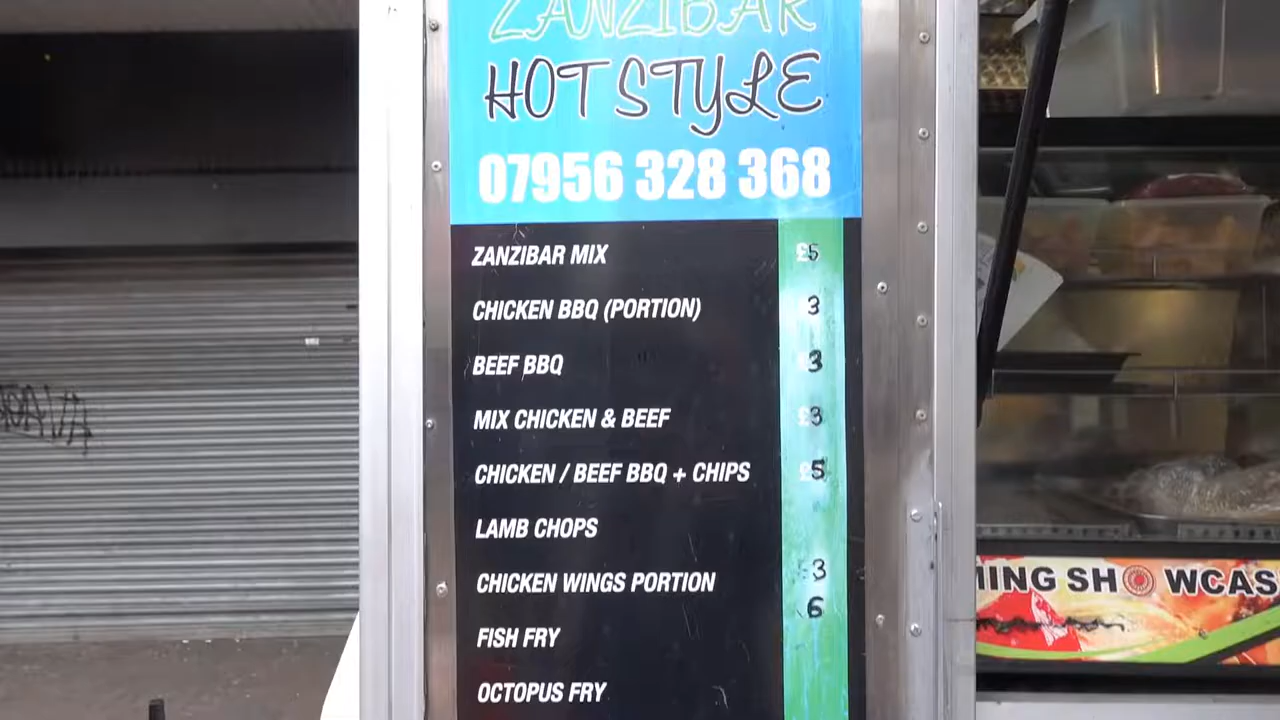 ZANZIBAR
HOT STYLE
07956 328 368
ZANZIBAR MIX £5
CHICKEN BBQ (PORTION) 3
BEEF BBQ 3
MIX CHICKEN & BEEF £3
CHICKEN / BEEF BBQ + CHIPS £5
LAMB CHOPS
CHICKEN WINGS PORTION 3
6
FISH FRY
OCTOPUS FRY
MING SHOWCAS